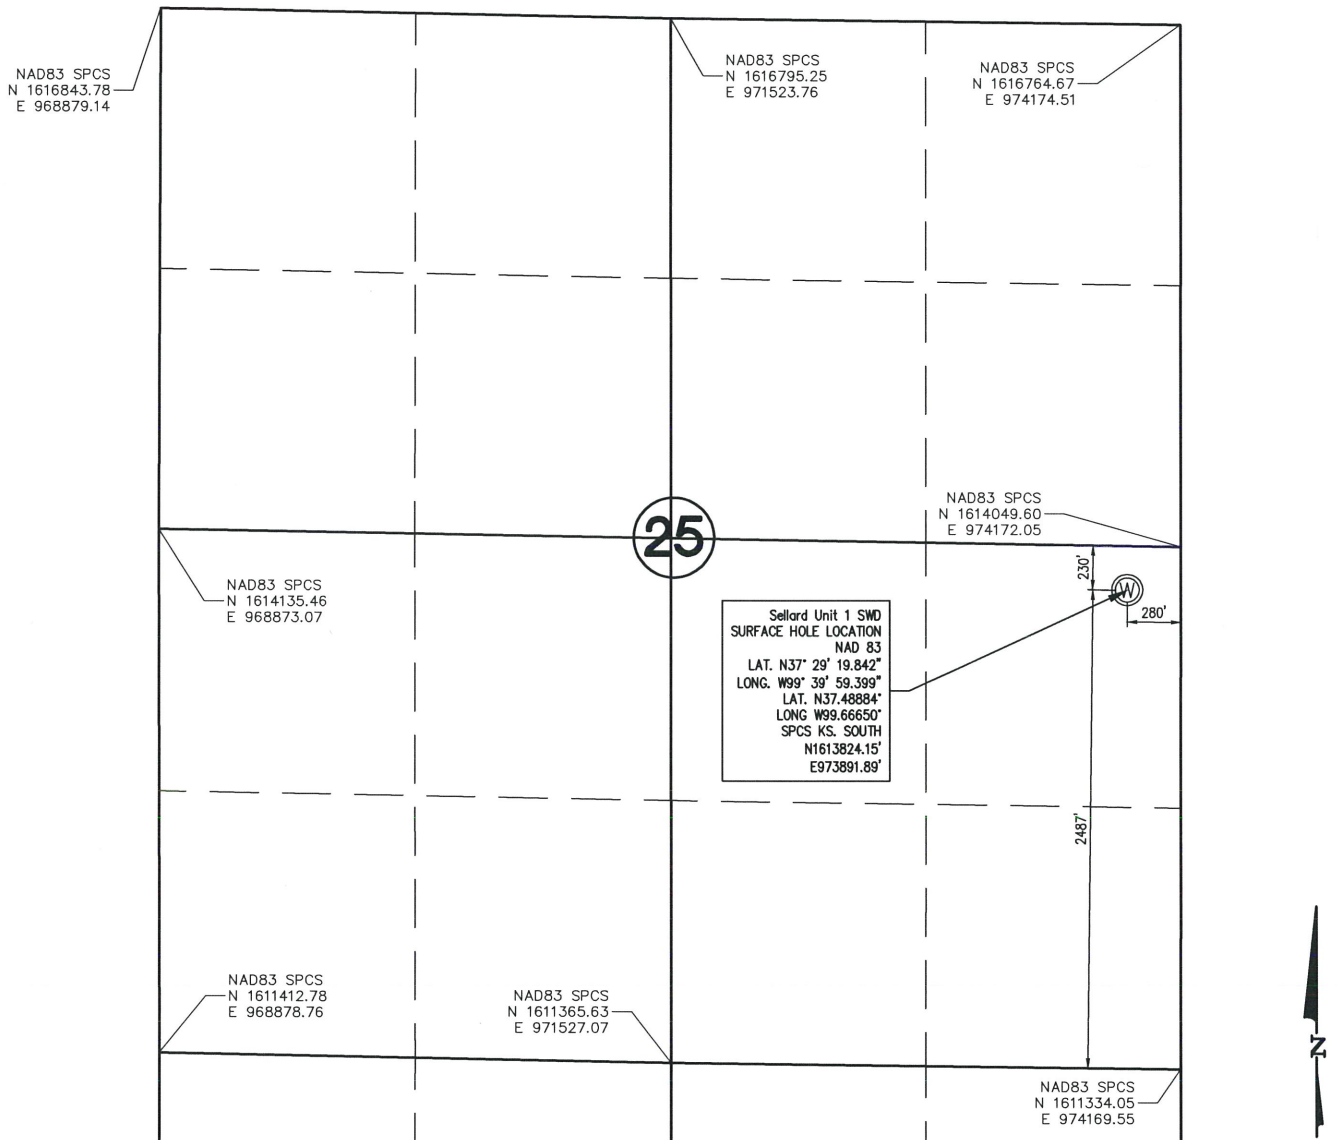 NAD83 SPCS
N 1616843.78
E 968879.14
NAD83 SPCS
N 1616795.25
E 971523.76
NAD83 SPCS
N 1616764.67
E 974174.51
25
NAD83 SPCS
N 1614049.60
E 974172.05
NAD83 SPCS
N 1614135.46
E 968873.07
230'
W
280'
Sellard Unit 1 SWD
SURFACE HOLE LOCATION
NAD 83
LAT. N37° 29' 19.842"
LONG. W99° 39' 59.399"
LAT. N37.48884°
LONG W99.66650°
SPCS KS. SOUTH
N1613824.15'
E973891.89'
2487'
NAD83 SPCS
N 1611412.78
E 968878.76
NAD83 SPCS
N 1611365.63
E 971527.07
N
NAD83 SPCS
N 1611334.05
E 974169.55